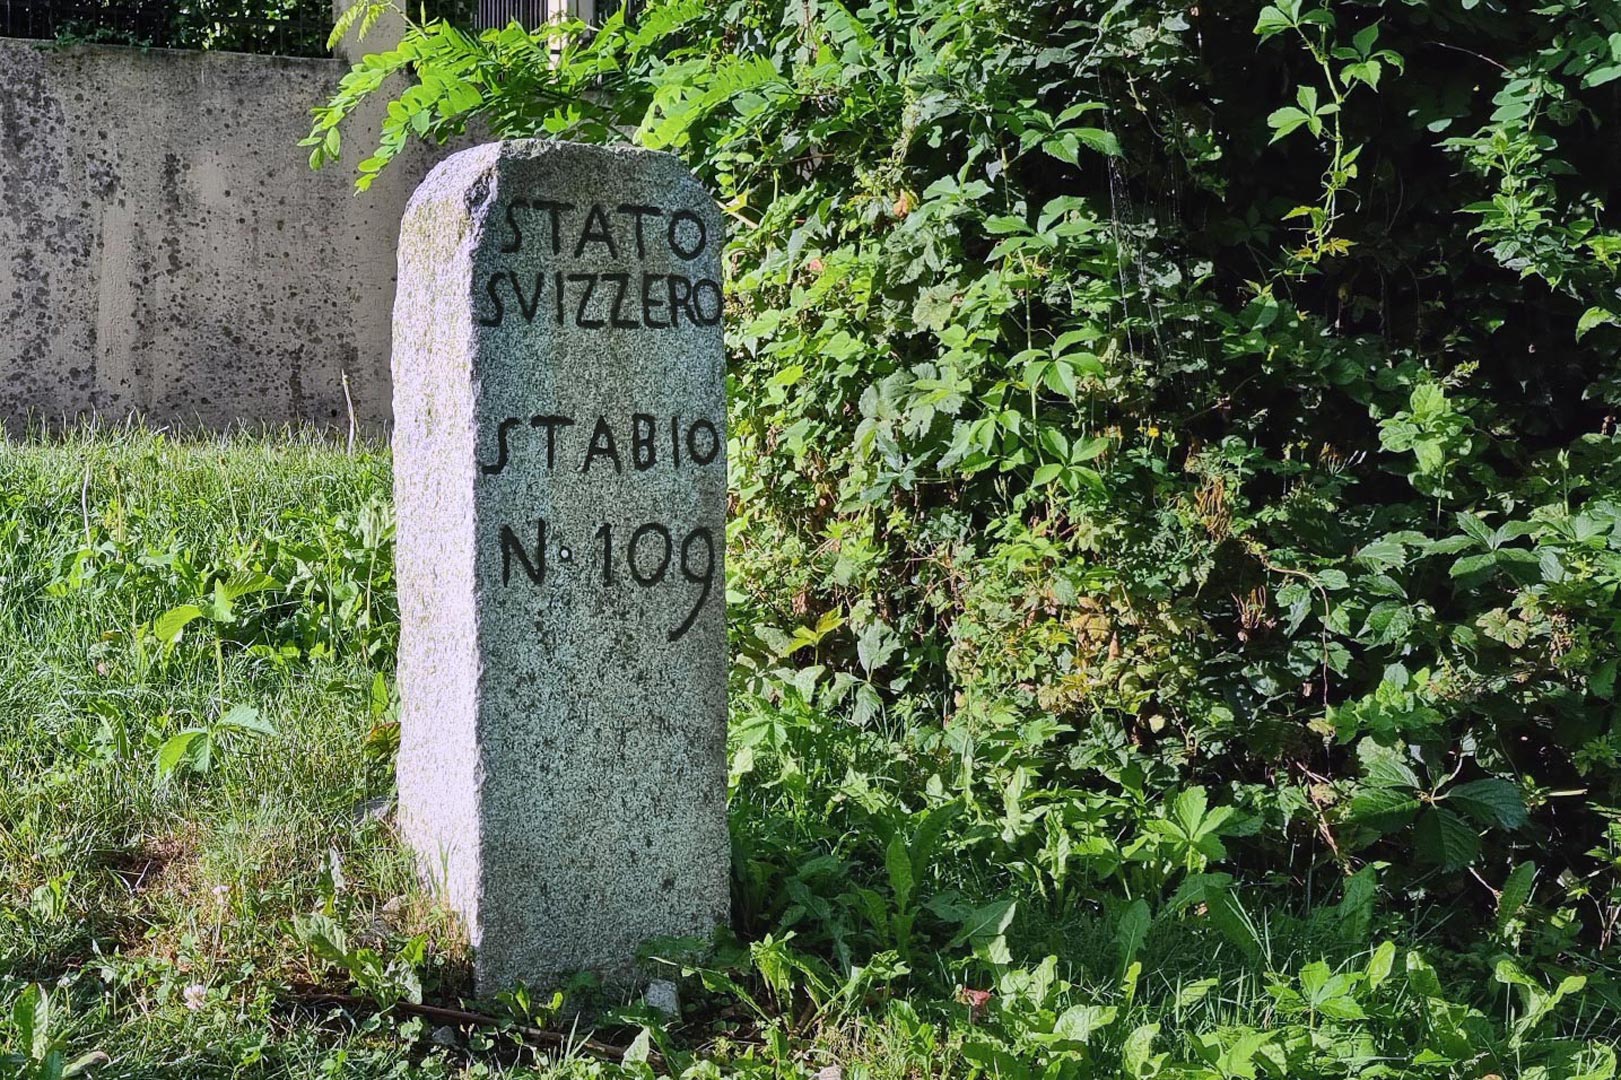 STATO
SVIZZERO
STABIO
N• 109